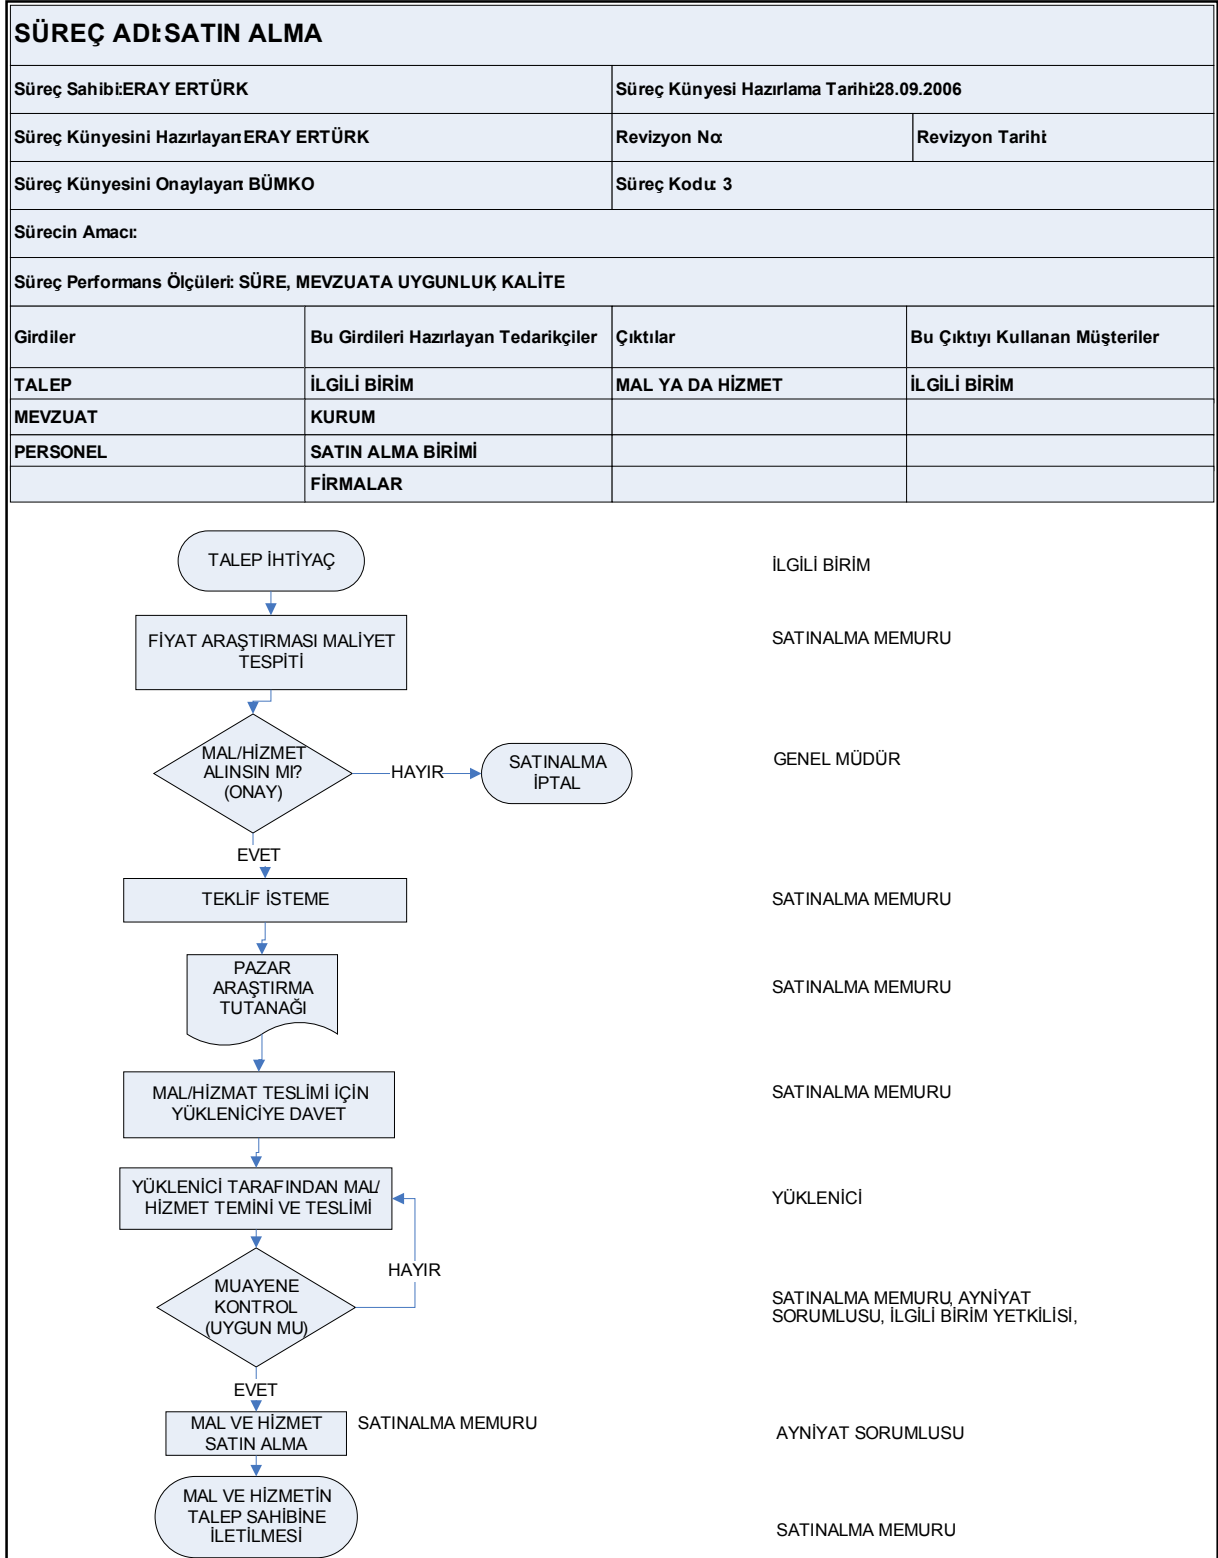 SÜREÇ ADI:SATIN ALMA
Süreç Sahibi:ERAY ERTÜRK
Süreç Künyesi Hazırlama Tarihi:28.09.2006
Süreç Künyesini Hazırlayan:ERAY ERTÜRK
Revizyon No:
Revizyon Tarihi:
Süreç Künyesini Onaylayan: BÜMKO
Süreç Kodu: 3
Sürecin Amacı:
Süreç Performans Ölçüleri: SÜRE, MEVZUATA UYGUNLUK, KALİTE
Girdiler
Bu Girdileri Hazırlayan Tedarikçiler
Çıktılar
Bu Çıktıyı Kullanan Müşteriler
TALEP
İLGİLİ BİRİM
MAL YA DA HİZMET
İLGİLİ BİRİM
MEVZUAT
KURUM
PERSONEL
SATIN ALMA BİRİMİ
FİRMALAR
TALEP İHTİYAÇ
İLGİLİ BİRİM
FİYAT ARAŞTIRMASI MALİYET
TESPİTİ
SATINALMA MEMURU
MAL/HİZMET
ALINSIN MI?
(ONAY)
HAYIR
SATINALMA
İPTAL
GENEL MÜDÜR
EVET
TEKLİF İSTEME
SATINALMA MEMURU
PAZAR
ARAŞTIRMA
TUTANAĞI
SATINALMA MEMURU
MAL/HİZMAT TESLİMİ İÇİN
YÜKLENİCİYE DAVET
SATINALMA MEMURU
YÜKLENİCİ TARAFINDAN MAL/
HİZMET TEMİNİ VE TESLİMİ
YÜKLENİCİ
HAYIR
MUAYENE
KONTROL
(UYGUN MU)
SATINALMA MEMURU, AYNİYAT
SORUMLUSU, İLGİLİ BİRİM YETKİLİSİ,
EVET
MAL VE HİZMET
SATIN ALMA
SATINALMA MEMURU
AYNİYAT SORUMLUSU
MAL VE HİZMETİN
TALEP SAHİBİNE
İLETİLMESİ
SATINALMA MEMURU